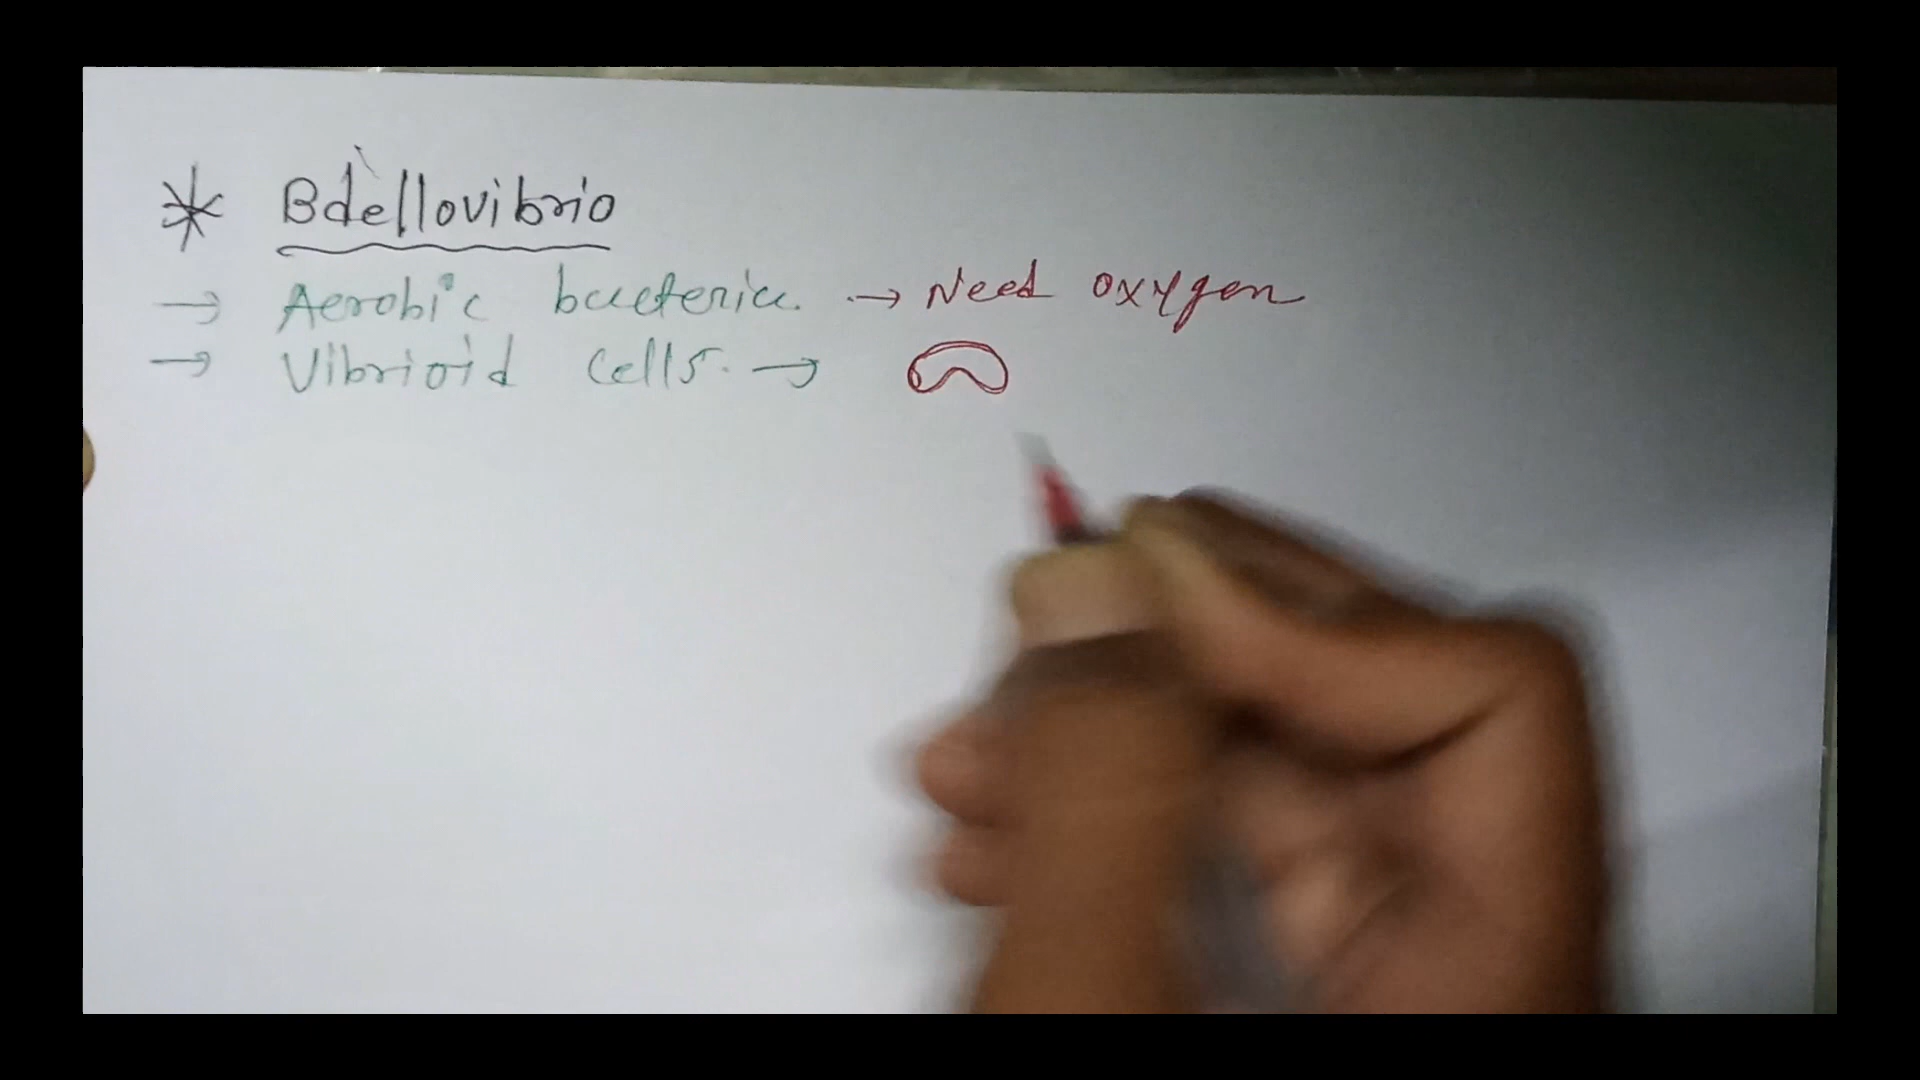 * Bdellovibrio
→ Aerobic bacteria. → Need oxygen
→ Vibrioid cells. →